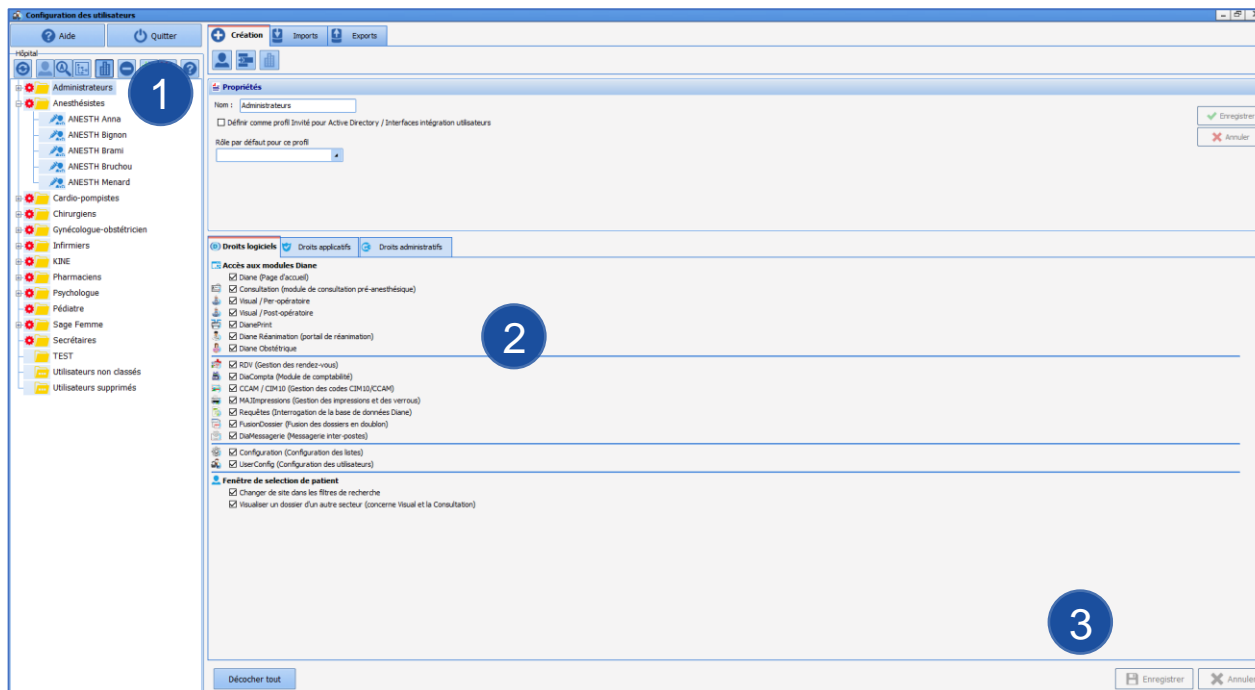 Configuration des utilisateurs
Aide
Quitter
Création
Imports
Exports
Hôpital
1
Administrateurs
Anesthésistes
ANESTH Anna
ANESTH Bignon
ANESTH Brami
ANESTH Bruchou
ANESTH Menard
Cardio-pompistes
Chirurgiens
Gynécologue-obstétricien
Infirmiers
KINE
Pharmaciens
Psychologue
Pédiatre
Sage Femme
Secrétaires
TEST
Utilisateurs non classés
Utilisateurs supprimés
Propriétés
Nom : Administrateurs
Définir comme profil Invité pour Active Directory / Interfaces intégration utilisateurs
Rôle par défaut pour ce profil
Enregistrer
Annuler
Droits logiciels
Droits applicatifs
Droits administratifs
Accès aux modules Diane
Diane (Page d'accueil)
Consultation (module de consultation pré-anesthésique)
Visual / Per-opératoire
Visual / Post-opératoire
DianePrint
Diane Réanimation (portail de réanimation)
Diane Obstétrique
2
RDV (Gestion des rendez-vous)
DiaCompta (Module de comptabilité)
CCAM / CIM10 (Gestion des codes CIM10/CCAM)
MAJImpressions (Gestion des impressions et des verrous)
Requêtes (Interrogation de la base de données Diane)
FusionDossier (Fusion des dossiers en doublon)
DiaMessagerie (Messagerie inter-postes)
Configuration (Configuration des listes)
UserConfig (Configuration des utilisateurs)
Fenêtre de selection de patient
Changer de site dans les filtres de recherche
Visualiser un dossier d'un autre secteur (concerne Visual et la Consultation)
3
Décocher tout
Enregistrer
Annuler